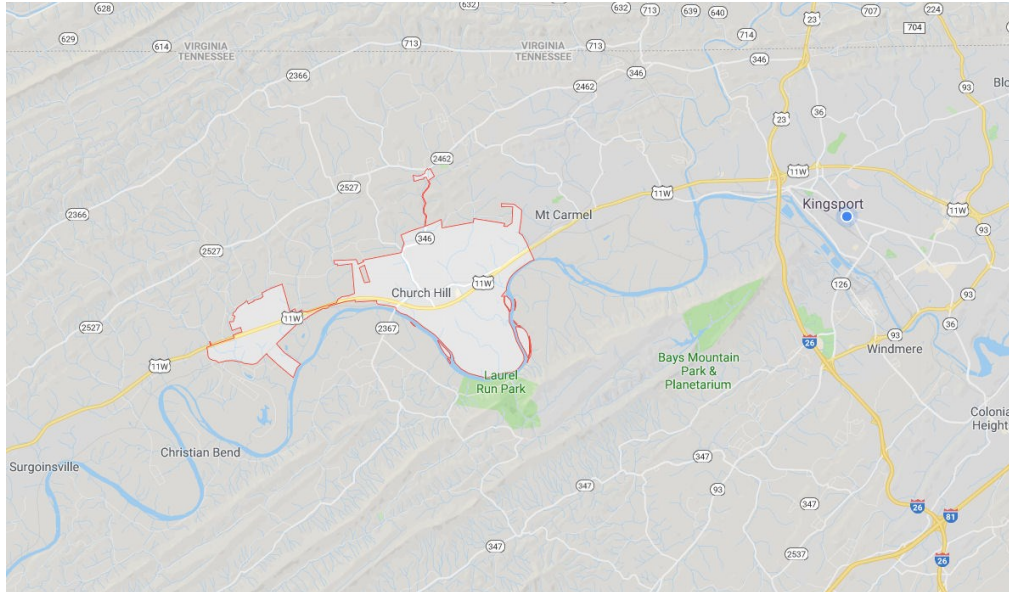 632
713
639
640
707
224
23
704
628
629
614
713
713
714
VIRGINIA
TENNESSEE
VIRGINIA
TENNESSEE
346
346
2366
2462
93
Blo
23
36
2462
11W
2527
11W
Kingsport
11W
2366
Mt Carmel
93
346
2527
11W
126
Church Hill
11W
2367
36
2527
93
26
Windmere
11W
Bays Mountain
Park &
Planetarium
Laurel
Run Park
Colonia
Height
Christian Bend
347
Surgoinsville
347
93
347
26
81
347
2537
26